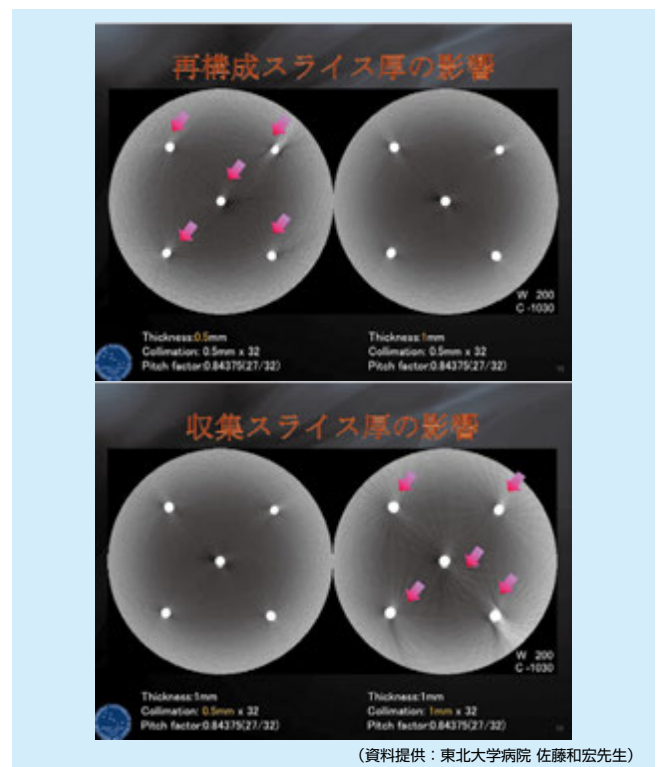 再構成スライス厚の影響
W 200
C -1030
Thickness:0.5mm
Collimation: 0.5mm x 32
Pitch factor:0.84375(27/32)
Thickness:1mm
Collimation: 0.5mm x 32
Pitch factor:0.84375(27/32)
収集スライス厚の影響
W 200
C -1030
Thickness:1mm
Collimation: 0.5mm x 32
Pitch factor:0.84375(27/32)
Thickness:1mm
Collimation: 1mm x 32
Pitch factor:0.84375(27/32)
(資料提供：東北大学病院 佐藤和宏先生)